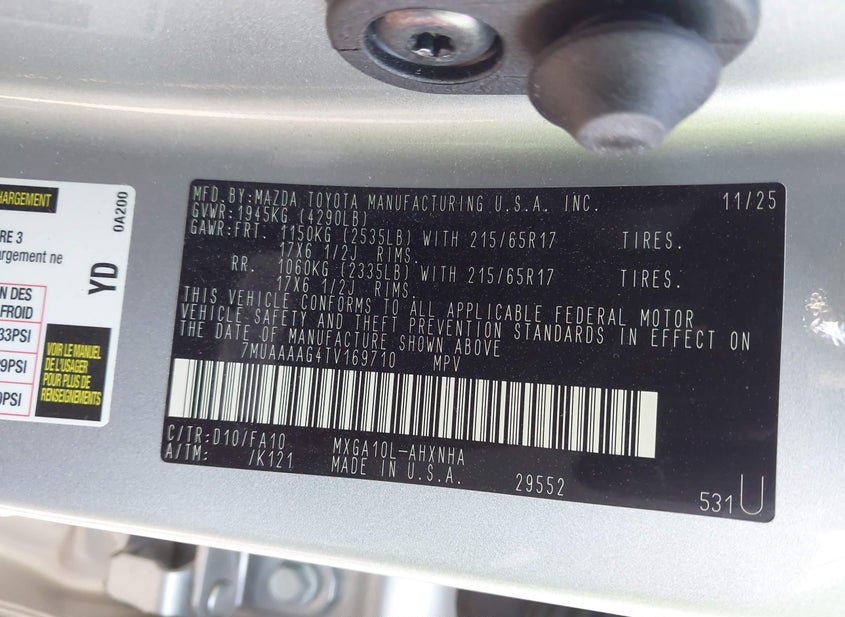 HARGEMENT
RE 3
argement ne
N DES
FROID
33PSI
9PSI
0PSI
VOIR LE MANUEL
DE L'USAGER
POUR PLUS DE
RENSEIGNEMENTS
YD
0A200
MFD.BY:MAZDA TOYOTA MANUFACTURING U.S.A. INC. 11/25
GVWR:1945KG (4290LB)
GAWR:FRT: 1150KG (2535LB) WITH 215/65R17 TIRES.
17X6 1/2J RIMS.
RR. 1060KG (2335LB) WITH 215/65R17 TIRES.
17X6 1/2J RIMS.
THIS VEHICLE CONFORMS TO ALL APPLICABLE FEDERAL MOTOR
VEHICLE SAFETY AND THEFT PREVENTION STANDARDS IN EFFECT ON
THE DATE OF MANUFACTURE SHOWN ABOVE
7MUAAAAG4TV169710 MPV
C/TR:D10/FA10 MXGA10L-AHXNHA
A/TM: /K121 MADE IN U.S.A. 29552
531U